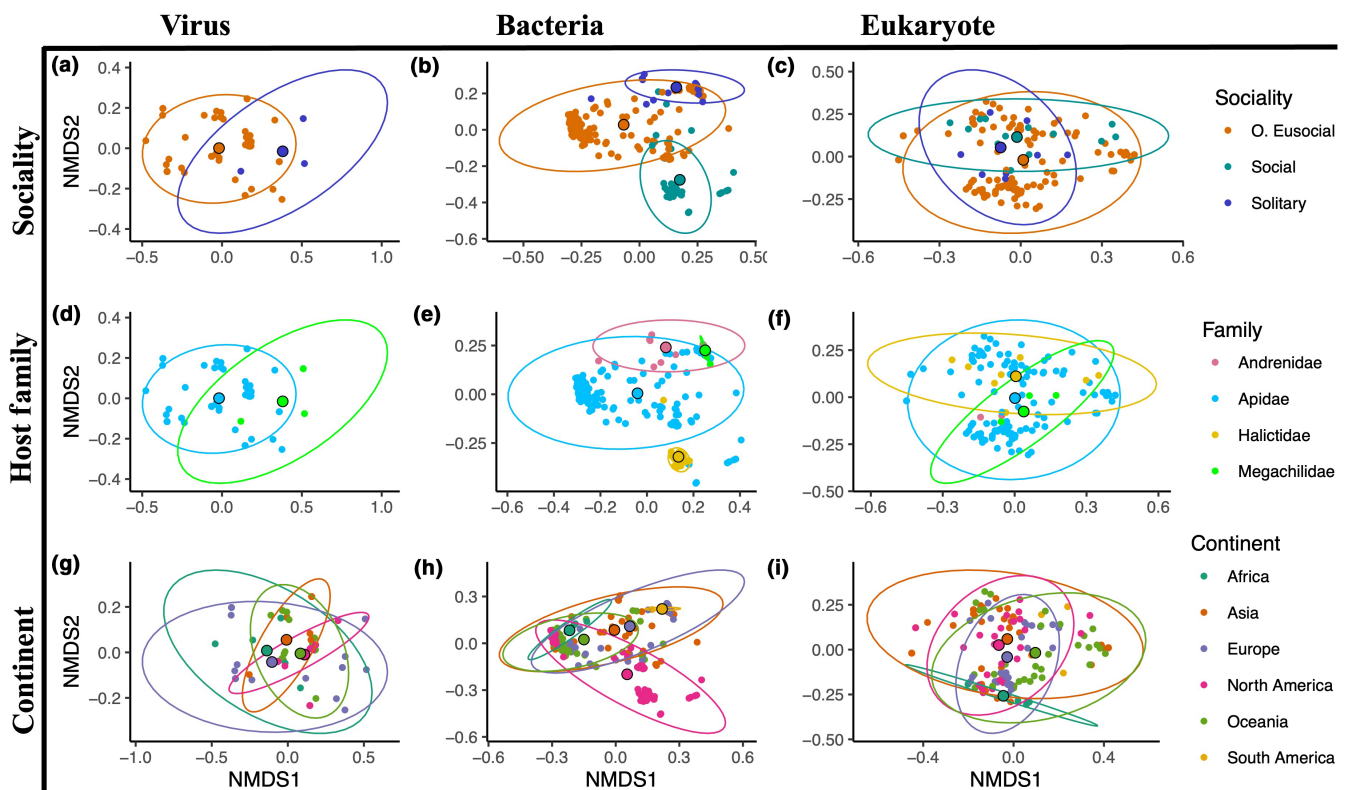 Virus Bacteria Eukaryote
Sociality
(a) (b) (c)
NMDS2
0.4
0.2
0.0
−0.2
−0.4
−0.5 0.0 0.5 1.0
0.2
0.0
−0.2
−0.4
−0.6
−0.50 −0.25 0.00 0.25 0.50
0.50
0.25
0.00
−0.25
−0.6 −0.3 0.0 0.3 0.6
Sociality
O. Eusocial
Social
Solitary
Host family
(d) (e) (f)
NMDS2
0.4
0.2
0.0
−0.2
−0.4
−0.5 0.0 0.5 1.0
0.25
0.00
−0.25
−0.6 −0.4 −0.2 0.0 0.2 0.4
0.25
0.00
−0.25
−0.50
−0.6 −0.3 0.0 0.3 0.6
Family
Andrenidae
Apidae
Halictidae
Megachilidae
Continent
(g) (h) (i)
NMDS2
0.2
0.0
−0.2
−1.0 −0.5 0.0 0.5
NMDS1
0.3
0.0
−0.3
−0.6
−0.6 −0.3 0.0 0.3 0.6
NMDS1
0.25
0.00
−0.25
−0.50
−0.4 0.0 0.4
NMDS1
Continent
Africa
Asia
Europe
North America
Oceania
South America